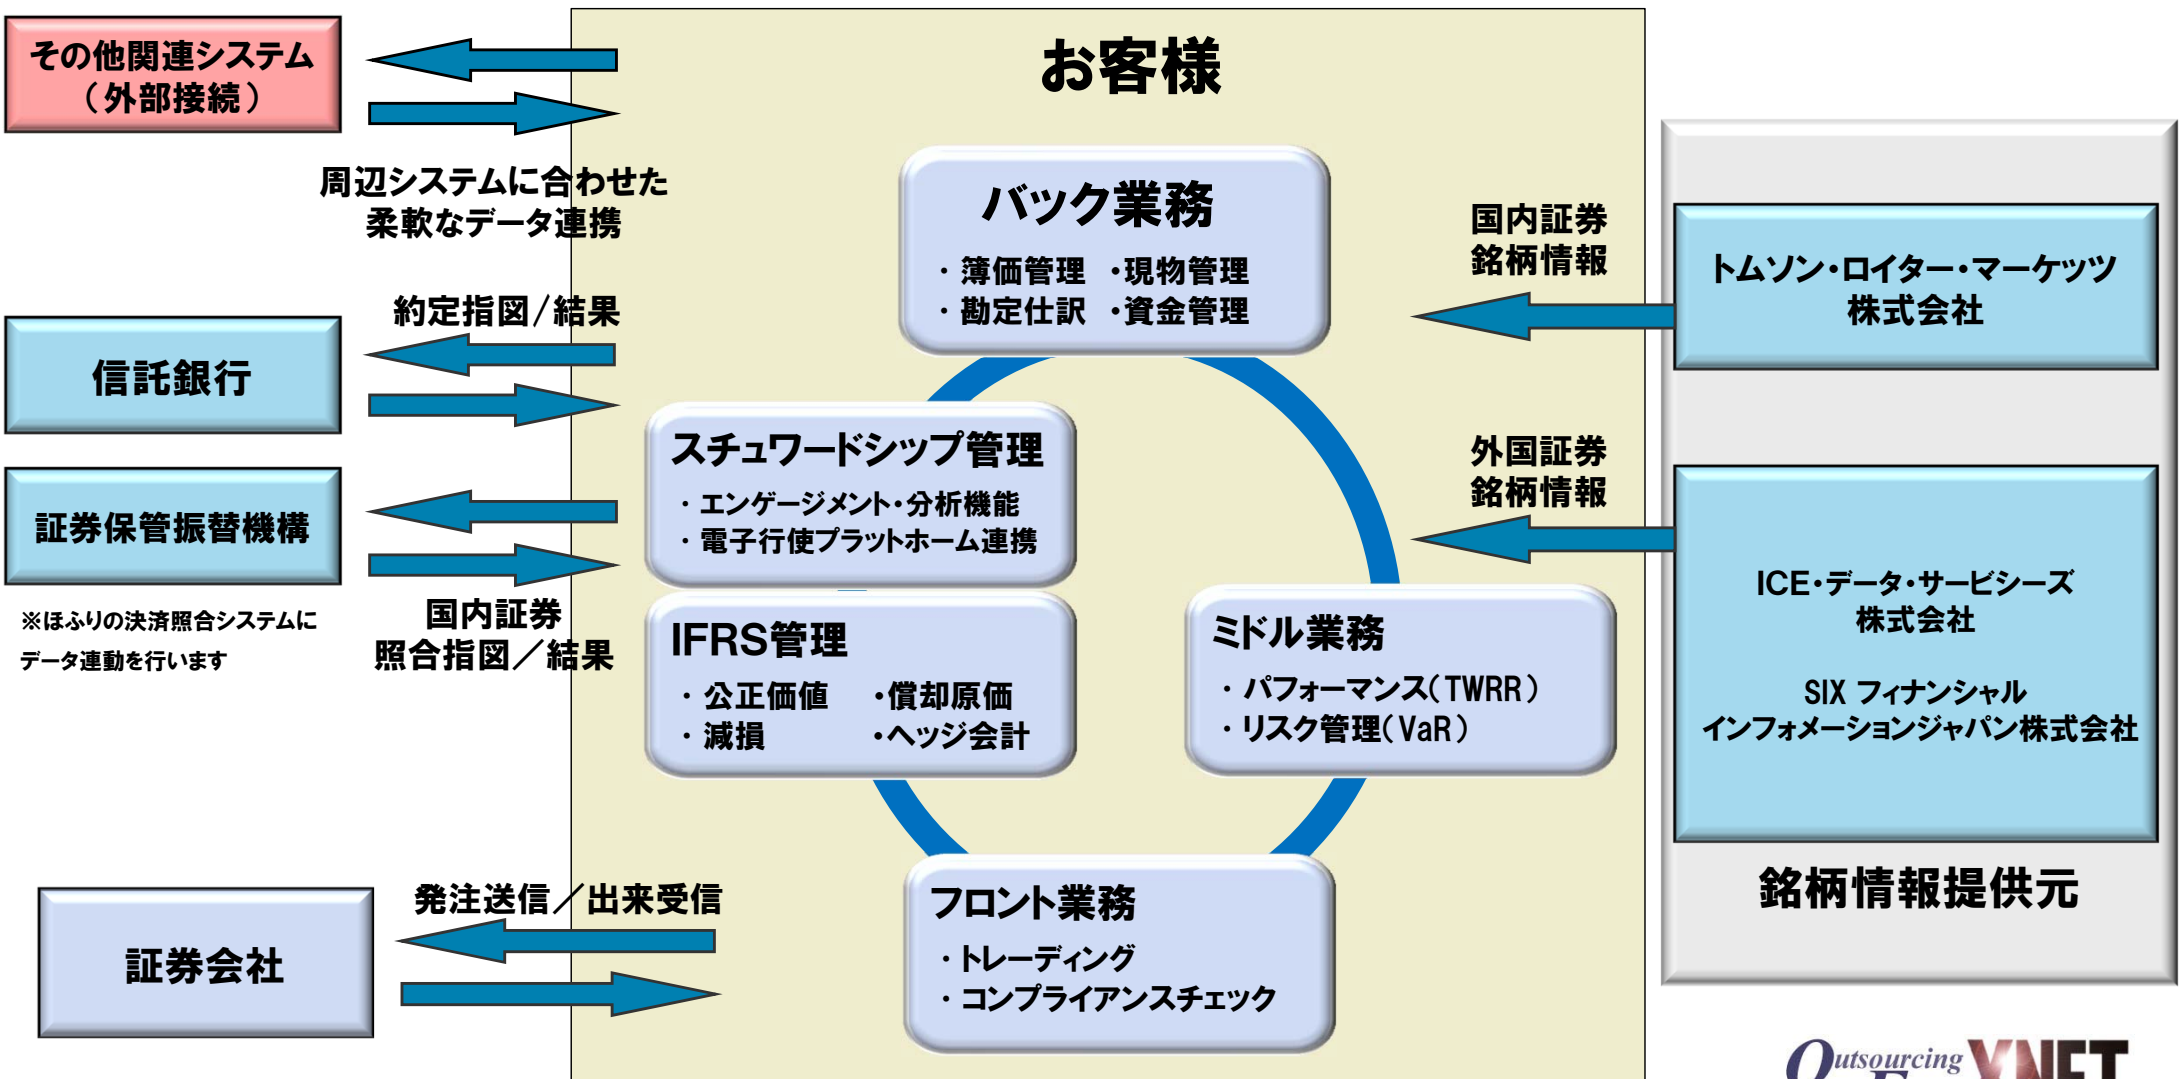 その他関連システム
（外部接続）
お客様
周辺システムに合わせた
柔軟なデータ連携
バック業務
・簿価管理 ・現物管理
・勘定仕訳 ・資金管理
国内証券
銘柄情報
トムソン・ロイター・マーケッツ
株式会社
約定指図/結果
信託銀行
スチュワードシップ管理
・エンゲージメント・分析機能
・電子行使プラットホーム連携
外国証券
銘柄情報
証券保管振替機構
※ほふりの決済照合システムに
データ連動を行います
国内証券
照合指図／結果
IFRS管理
・公正価値 ・償却原価
・減損 ・ヘッジ会計
ミドル業務
・パフォーマンス(TWRR)
・リスク管理(VaR)
ICE・データ・サービシーズ
株式会社
SIX フィナンシャル
インフォメーションジャパン株式会社
銘柄情報提供元
発注送信／出来受信
証券会社
フロント業務
・トレーディング
・コンプライアンスチェック
Outsourcing